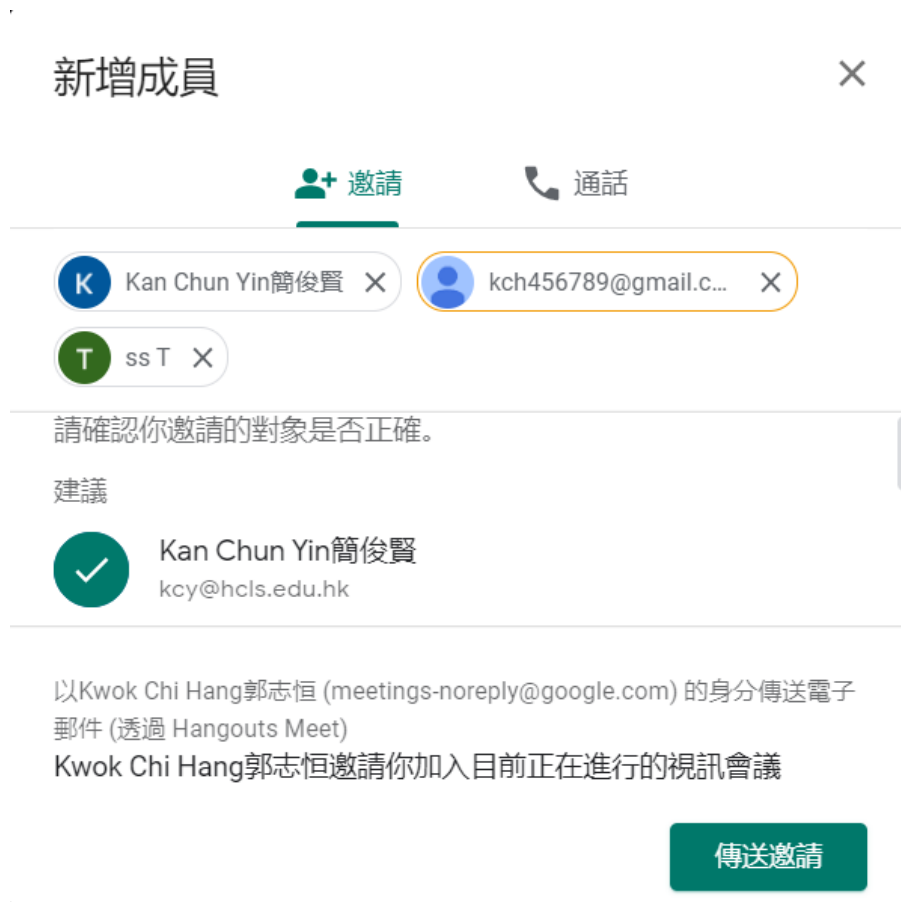 新增成員
邀請 通話
K Kan Chun Yin簡俊賢 kch456789@gmail.c...
T ss T
請確認你邀請的對象是否正確。
建議
Kan Chun Yin簡俊賢
kcy@hcls.edu.hk
以Kwok Chi Hang郭志恒 (meetings-noreply@google.com) 的身分傳送電子
郵件 (透過 Hangouts Meet)
Kwok Chi Hang郭志恒邀請你加入目前正在進行的視訊會議
傳送邀請